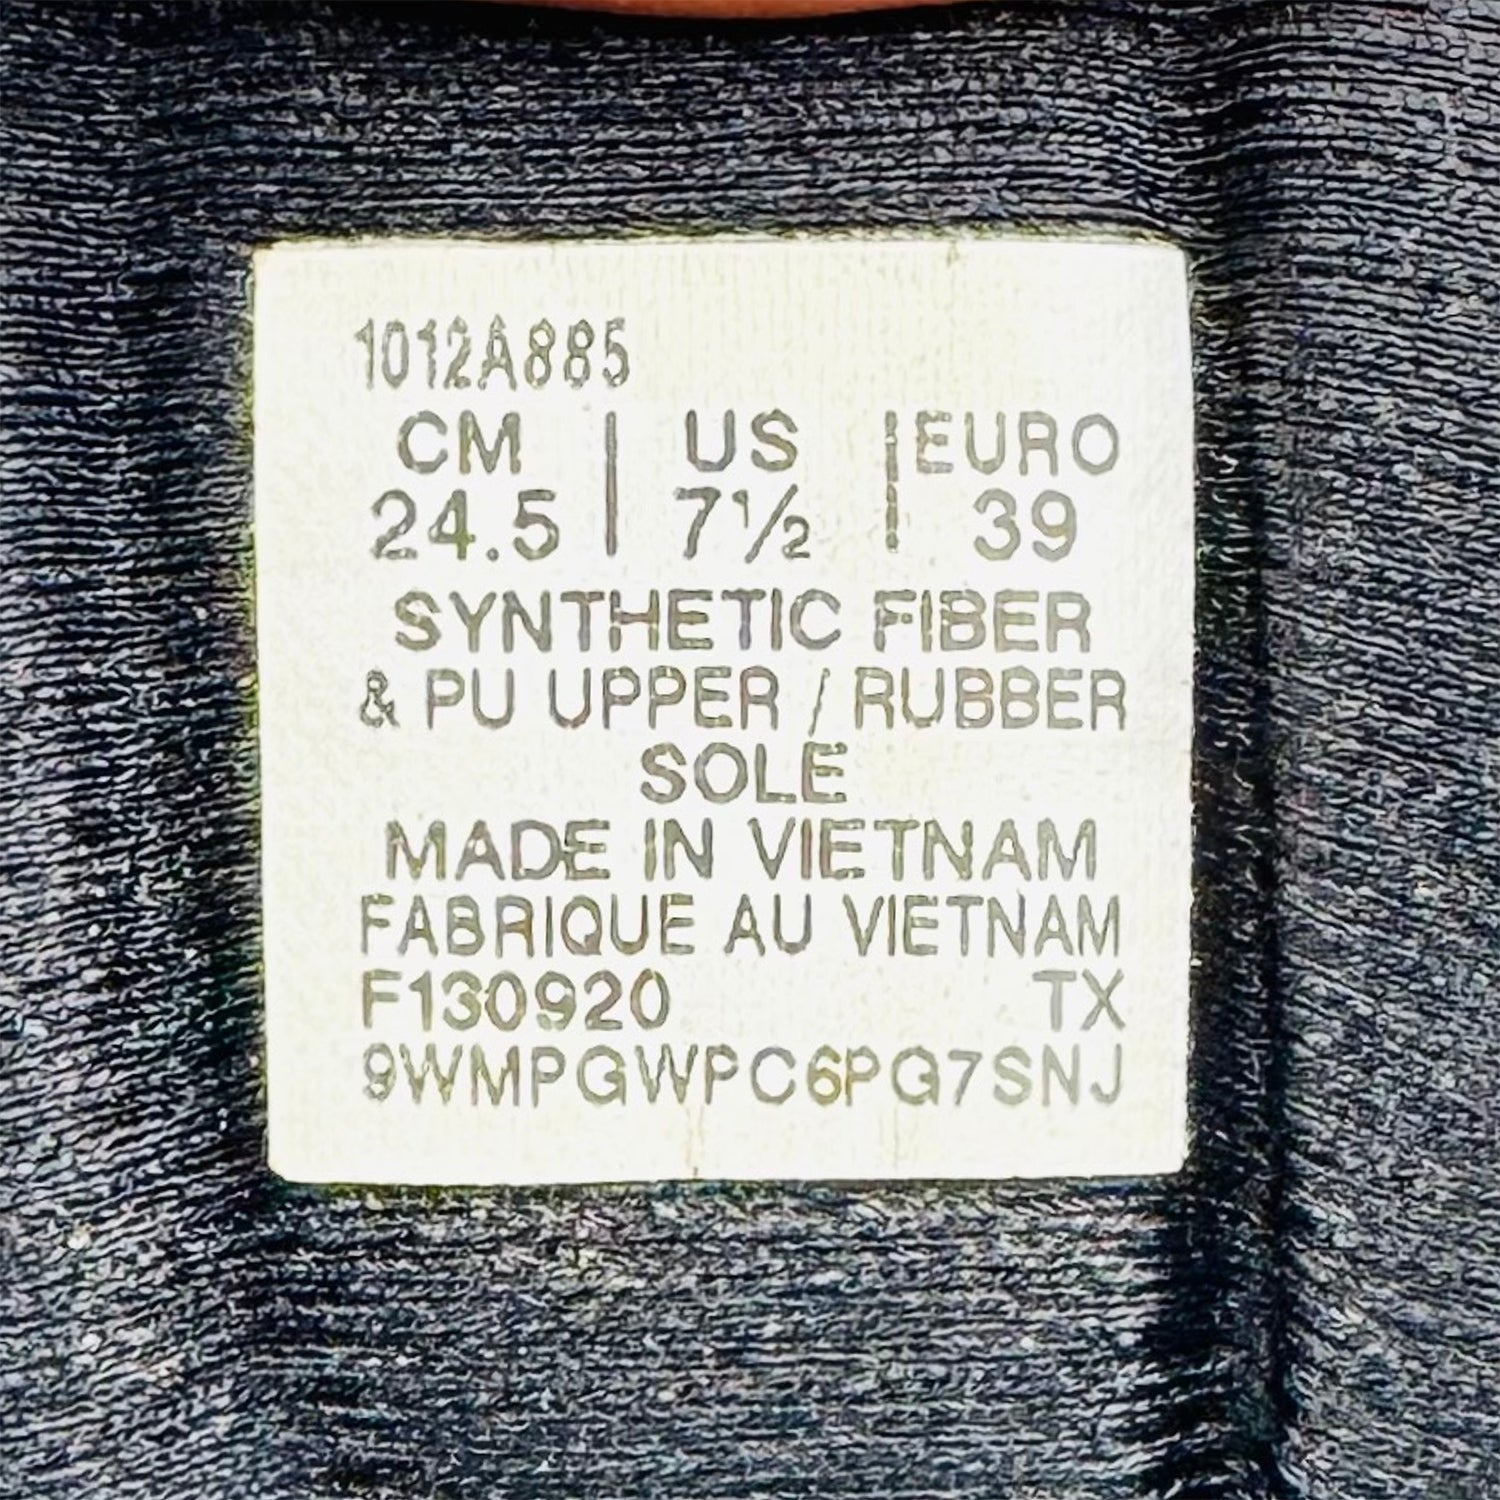 1012A885
CM | US | EURO
24.5 | 7½ | 39
SYNTHETIC FIBER
& PU UPPER / RUBBER
SOLE
MADE IN VIETNAM
FABRIQUE AU VIETNAM
F130920 TX
9WMPGWPC6PG7SNJ